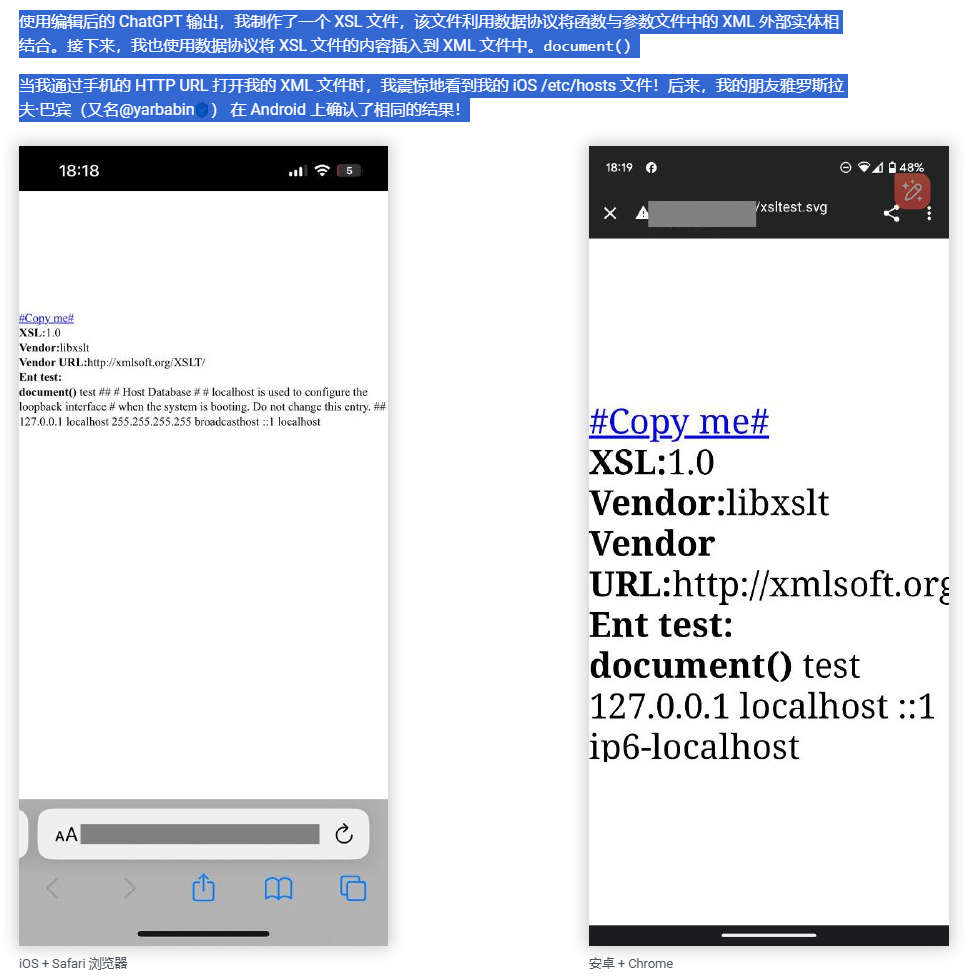 使用编辑后的 ChatGPT 输出，我制作了一个 XSL 文件，该文件利用数据协议将函数与参数文件中的 XML 外部实体相
结合。接下来，我也使用数据协议将 XSL 文件的内容插入到 XML 文件中。document()
当我通过手机的 HTTP URL 打开我的 XML 文件时，我震惊地看到我的 iOS /etc/hosts 文件！后来，我的朋友雅罗斯拉
夫·巴宾（又名@yarbabin） 在 Android 上确认了相同的结果！
18:18
5
#Copy me#
XSL:1.0
Vendor:libxslt
Vendor URL:http://xmlsoft.org/XSLT/
Ent test:
document() test ## # Host Database # # localhost is used to configure the
loopback interface # when the system is booting. Do not change this entry. ##
127.0.0.1 localhost 255.255.255.255 broadcasthost ::1 localhost
AA
iOS + Safari 浏览器
18:19
48%
/xsltest.svg
#Copy me#
XSL:1.0
Vendor:libxslt
Vendor
URL:http://xmlsoft.org
Ent test:
document() test
127.0.0.1 localhost ::1
ip6-localhost
安卓 + Chrome